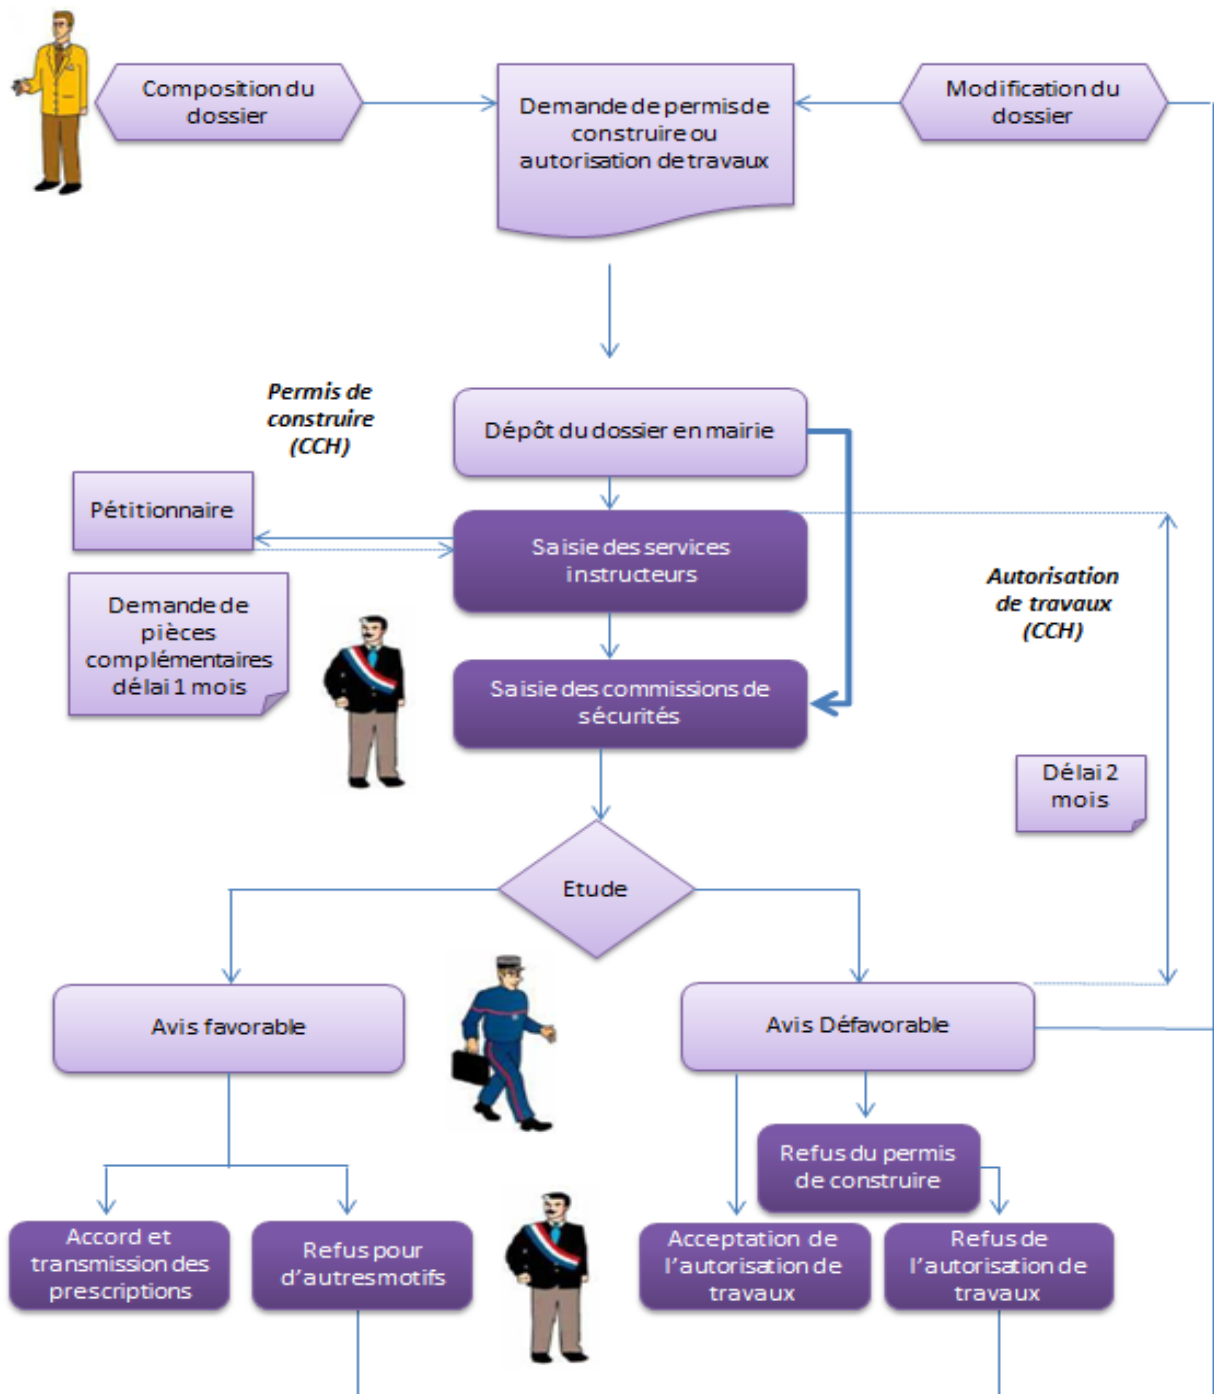 Composition du
dossier
Demande de permis de
construire ou
autorisation de travaux
Modification du
dossier
Permis de
construire
(CCH)
Dépôt du dossier en mairie
Pétitionnaire
Saisie des services
instructeurs
Autorisation
de travaux
(CCH)
Demande de
pièces
complémentaires
délai 1 mois
Saisie des commissions de
sécurités
Délai 2
mois
Etude
Avis favorable
Avis Défavorable
Refus du permis
de construire
Accord et
transmission des
prescriptions
Refus pour
d'autres motifs
Acceptation de
l'autorisation de
travaux
Refus de
l'autorisation de
travaux